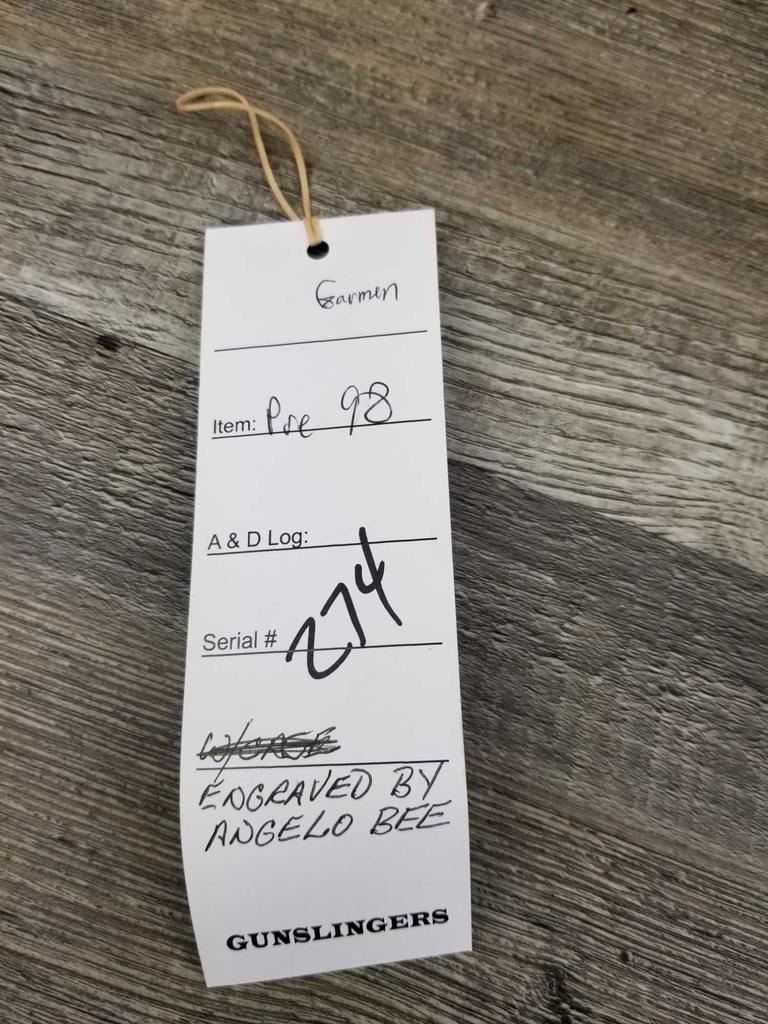 Garmen
Item: Pre 98
A & D Log:
Serial # 274
W/CASE
ENGRAVED BY
ANGELO BEE
GUNSLINGERS